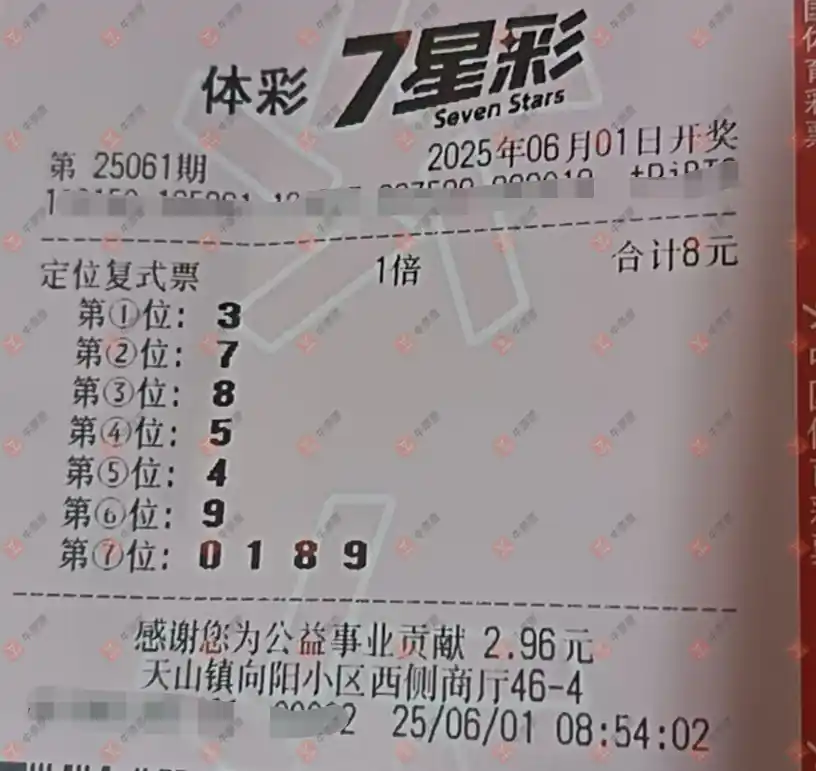 体彩 7星彩
Seven Stars
第 25061期 2025年06月01日开奖
定位复式票 1倍 合计8元
第①位: 3
第②位: 7
第③位: 8
第④位: 5
第⑤位: 4
第⑥位: 9
第⑦位: 0 1 8 9
感谢您为公益事业贡献 2.96元
天山镇向阳小区西侧商厅46-4
25/06/01 08:54:02